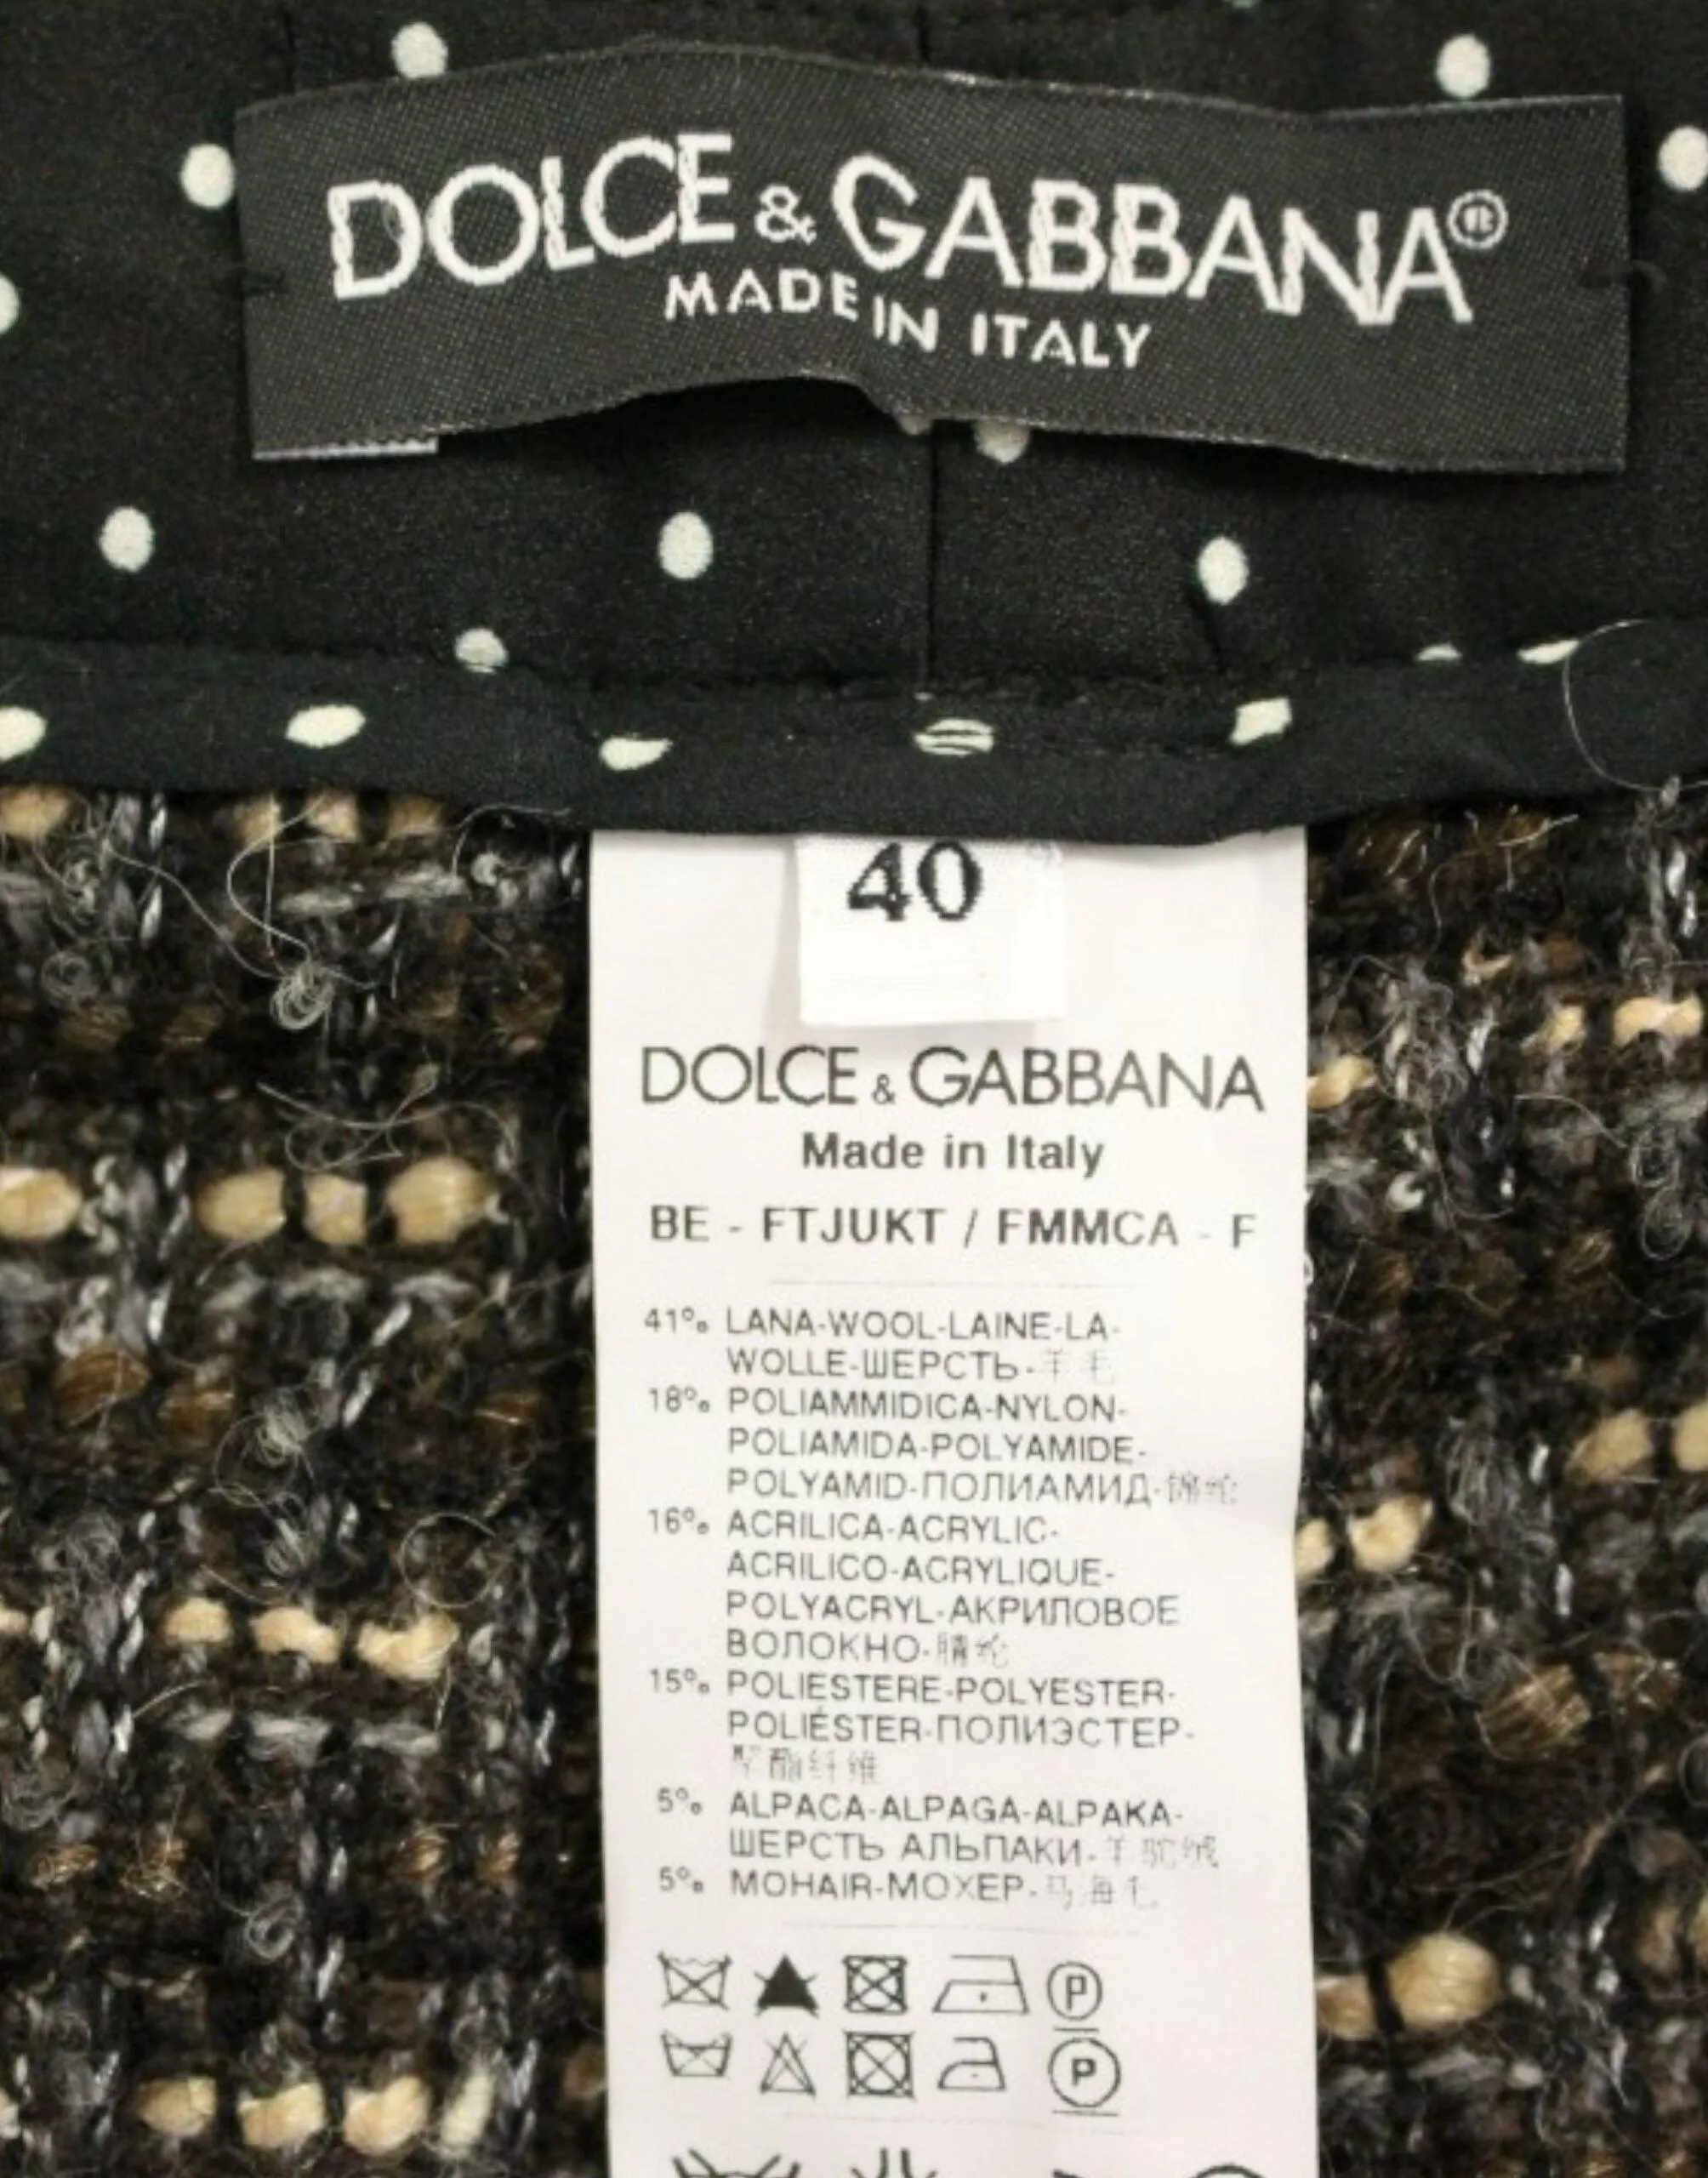 DOLCE & GABBANA®
MADE IN ITALY
40
DOLCE & GABBANA
Made in Italy
BE - FTJUKT / FMMCA - F
41% LANA-WOOL-LAINE-LA-
WOLLE-ШЕРСТЬ-羊毛
18% POLIAMMIDICA-NYLON-
POLIAMIDA-POLYAMIDE-
POLYAMID-ПОЛИАМИД-锦纶
16% ACRILICA-ACRYLIC-
ACRILICO-ACRYLIQUE-
POLYACRYL-АКРИЛОВОЕ
ВОЛОКНО-腈纶
15% POLIESTERE-POLYESTER-
POLIÉSTER-ПОЛИЭСТЕР-
聚酯纤维
5% ALPACA-ALPAGA-ALPAKA-
ШЕРСТЬ АЛЬПАКИ-羊驼绒
5% MOHAIR-МОХЕР-马海毛
P
P